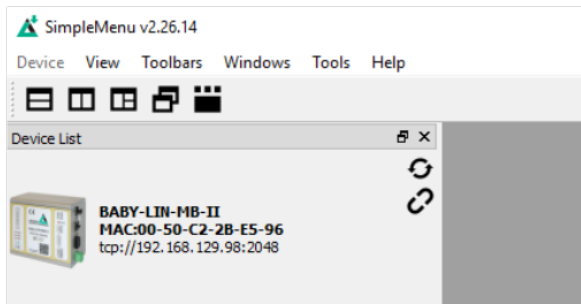 SimpleMenu v2.26.14
Device View Toolbars Windows Tools Help
Device List
BABY-LIN-MB-II
MAC:00-50-C2-2B-E5-96
tcp://192.168.129.98:2048